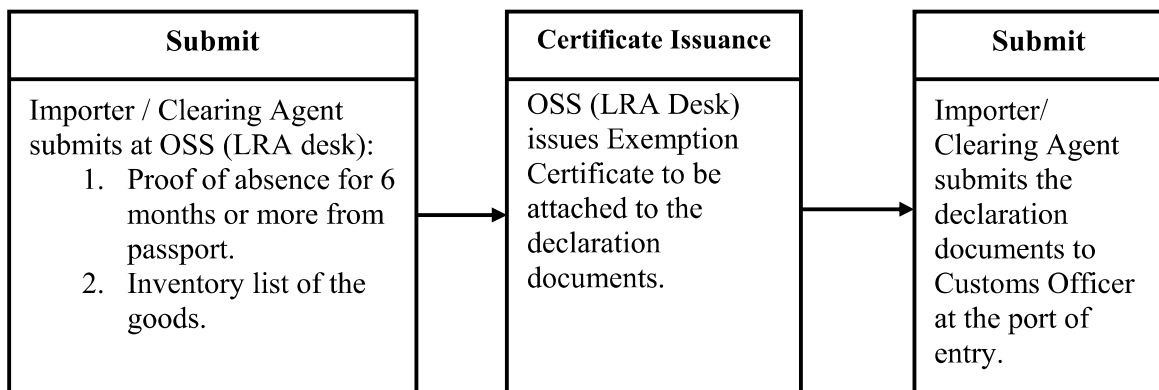 Submit
Importer / Clearing Agent
submits at OSS (LRA desk):
1. Proof of absence for 6
months or more from
passport.
2. Inventory list of the
goods.
Certificate Issuance
OSS (LRA Desk)
issues Exemption
Certificate to be
attached to the
declaration
documents.
Submit
Importer/
Clearing Agent
submits the
declaration
documents to
Customs Officer
at the port of
entry.